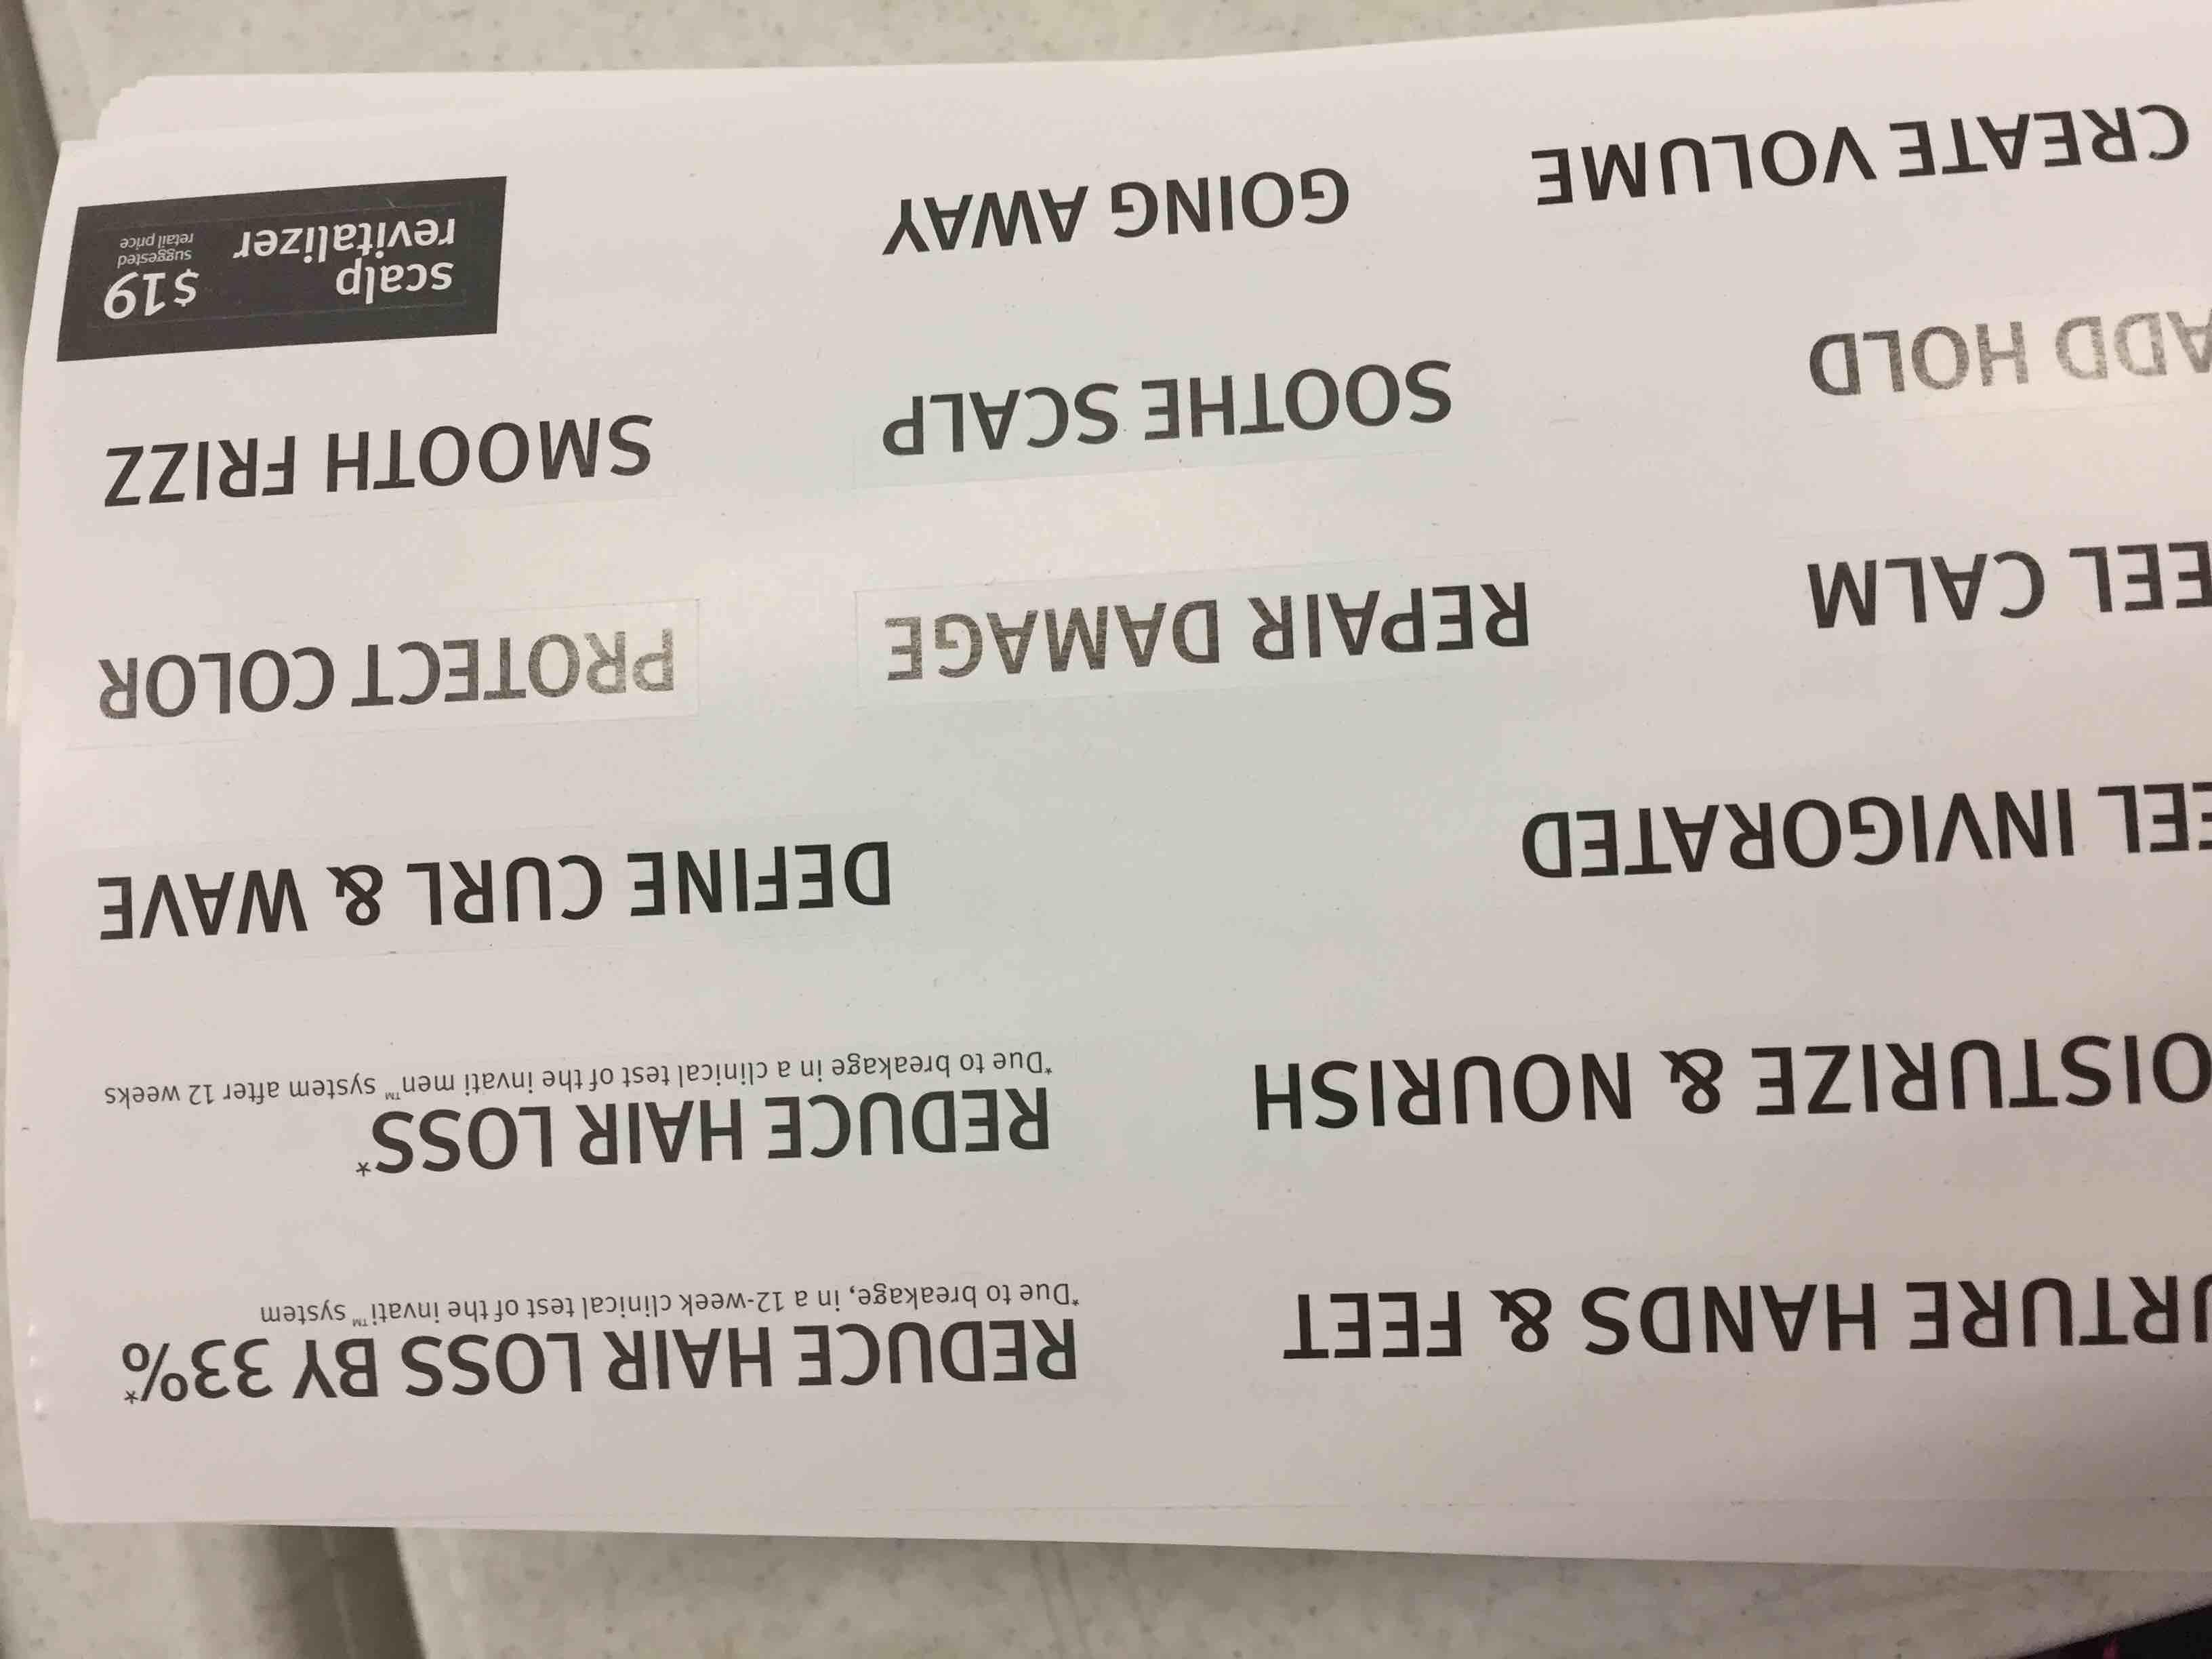 URTURE HANDS & FEET
REDUCE HAIR LOSS BY 33%*
*Due to breakage, in a 12-week clinical test of the invati™ system
OISTURIZE & NOURISH
REDUCE HAIR LOSS*
*Due to breakage in a clinical test of the invati men™ system after 12 weeks
EEL INVIGORATED
DEFINE CURL & WAVE
EEL CALM
REPAIR DAMAGE
PROTECT COLOR
ADD HOLD
SOOTHE SCALP
SMOOTH FRIZZ
CREATE VOLUME
GOING AWAY
scalp
revitalizer
$19
suggested
retail price